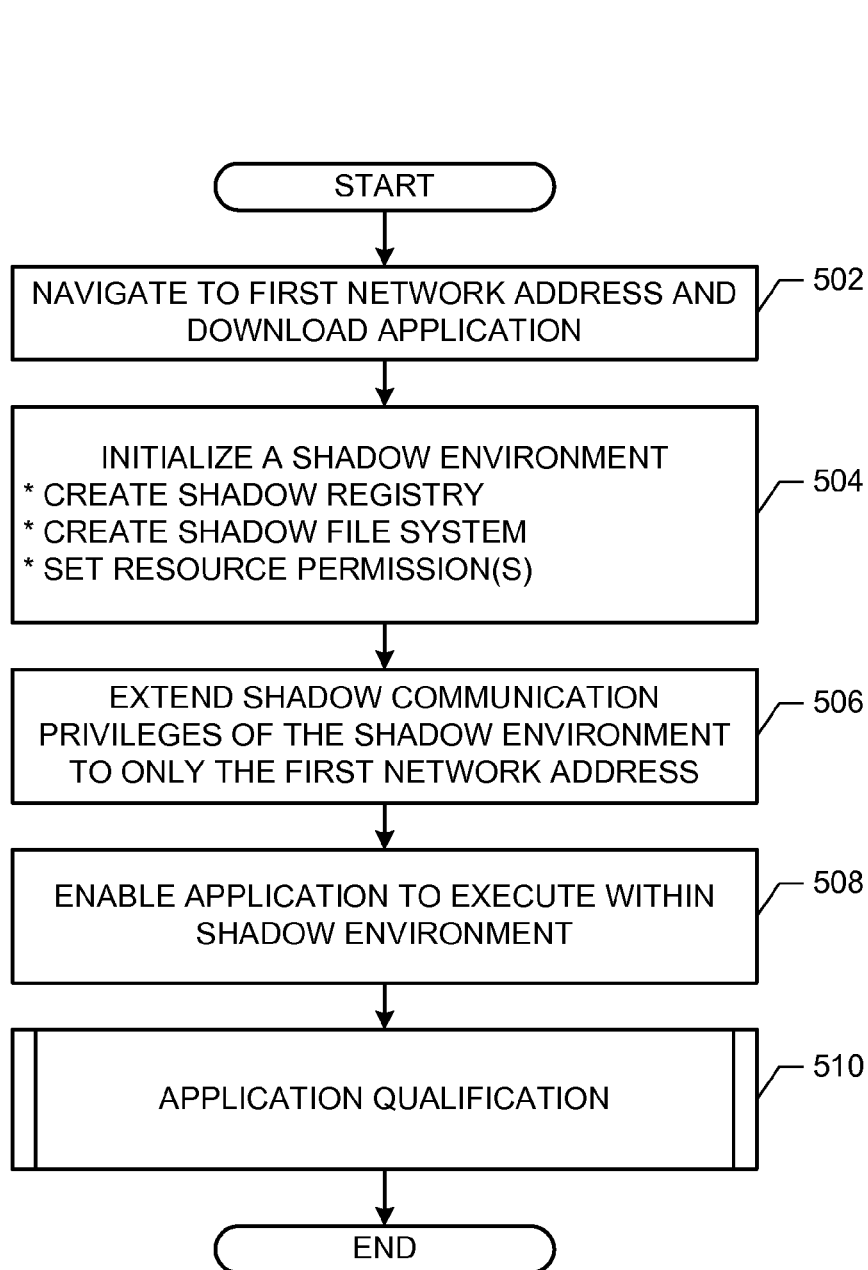 START
NAVIGATE TO FIRST NETWORK ADDRESS AND
DOWNLOAD APPLICATION
502
INITIALIZE A SHADOW ENVIRONMENT
* CREATE SHADOW REGISTRY
* CREATE SHADOW FILE SYSTEM
* SET RESOURCE PERMISSION(S)
504
EXTEND SHADOW COMMUNICATION
PRIVILEGES OF THE SHADOW ENVIRONMENT
TO ONLY THE FIRST NETWORK ADDRESS
506
ENABLE APPLICATION TO EXECUTE WITHIN
SHADOW ENVIRONMENT
508
APPLICATION QUALIFICATION
510
END